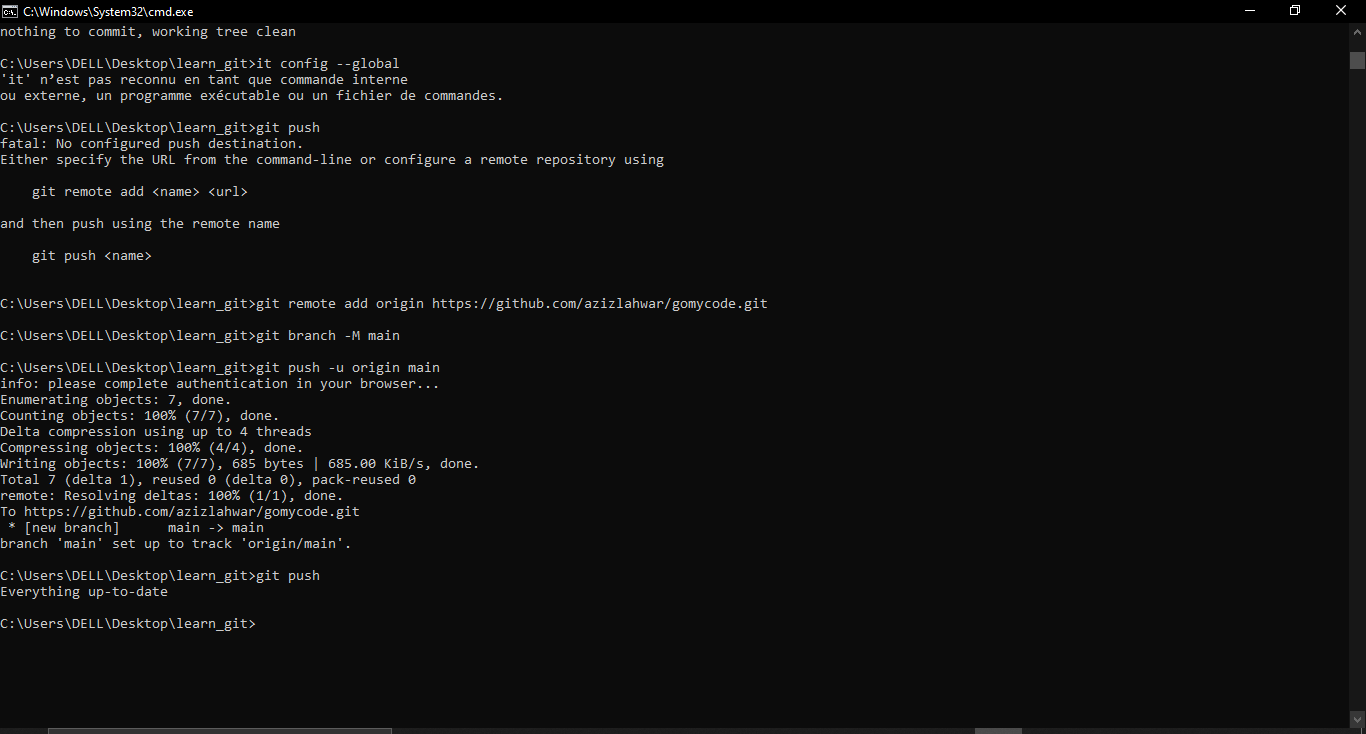 C:\Windows\System32\cmd.exe
nothing to commit, working tree clean
C:\Users\DELL\Desktop\learn_git>it config --global
'it' n’est pas reconnu en tant que commande interne
ou externe, un programme exécutable ou un fichier de commandes.
C:\Users\DELL\Desktop\learn_git>git push
fatal: No configured push destination.
Either specify the URL from the command-line or configure a remote repository using
git remote add <name> <url>
and then push using the remote name
git push <name>
C:\Users\DELL\Desktop\learn_git>git remote add origin https://github.com/azizlahwar/gomycode.git
C:\Users\DELL\Desktop\learn_git>git branch -M main
C:\Users\DELL\Desktop\learn_git>git push -u origin main
info: please complete authentication in your browser...
Enumerating objects: 7, done.
Counting objects: 100% (7/7), done.
Delta compression using up to 4 threads
Compressing objects: 100% (4/4), done.
Writing objects: 100% (7/7), 685 bytes | 685.00 KiB/s, done.
Total 7 (delta 1), reused 0 (delta 0), pack-reused 0
remote: Resolving deltas: 100% (1/1), done.
To https://github.com/azizlahwar/gomycode.git
* [new branch]      main -> main
branch 'main' set up to track 'origin/main'.
C:\Users\DELL\Desktop\learn_git>git push
Everything up-to-date
C:\Users\DELL\Desktop\learn_git>